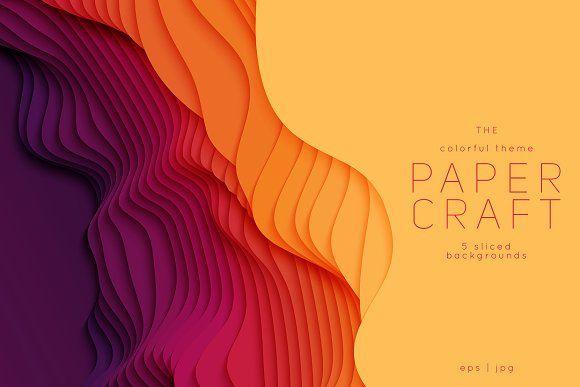 THE
colorful theme
PAPER
CRAFT
5 sliced
backgrounds
eps | jpg